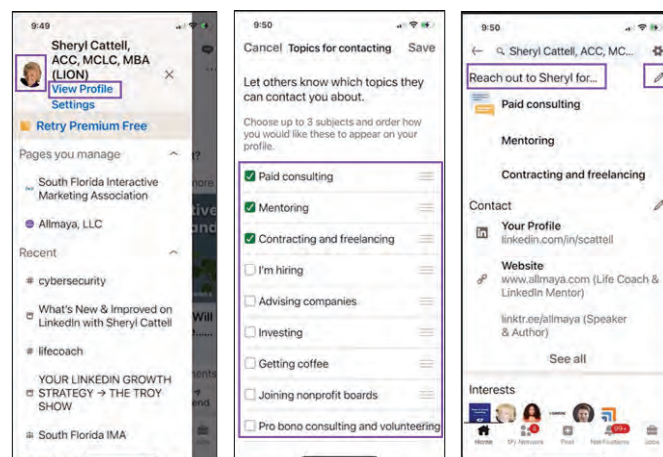 9:49
Sheryl Cattell,
ACC, MCLC, MBA
(LION)
View Profile
Settings
Retry Premium Free
Pages you manage
South Florida Interactive
Marketing Association
Allmaya, LLC
Recent
# cybersecurity
What's New & Improved on
LinkedIn with Sheryl Cattell
# lifecoach
YOUR LINKEDIN GROWTH
STRATEGY → THE TROY
SHOW
South Florida IMA
9:50
Cancel Topics for contacting Save
Let others know which topics they
can contact you about.
Choose up to 3 subjects and order how
you would like these to appear on your
profile.
Paid consulting
Mentoring
Contracting and freelancing
I'm hiring
Advising companies
Investing
Getting coffee
Joining nonprofit boards
Pro bono consulting and volunteering
9:50
Sheryl Cattell, ACC, MC...
Reach out to Sheryl for...
Paid consulting
Mentoring
Contracting and freelancing
Contact
in Your Profile
linkedin.com/in/scattell
Website
www.allmaya.com (Life Coach &
LinkedIn Mentor)
linktr.ee/allmaya (Speaker
& Author)
See all
Interests
99+
Home My Network Post Notifications Jobs